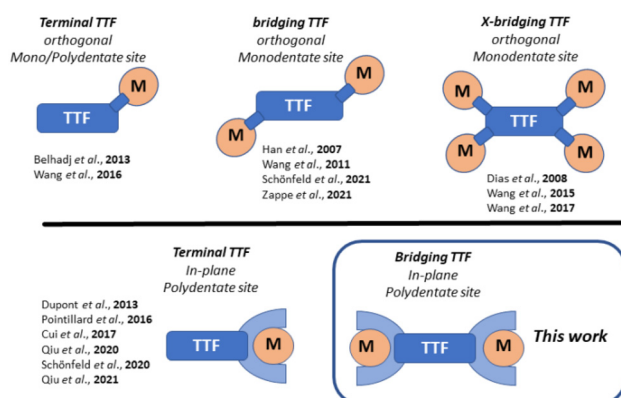 Terminal TTF
orthogonal
Mono/Polydentate site
M
TTF
Belhadj et al., 2013
Wang et al., 2016
bridging TTF
orthogonal
Monodentate site
M
TTF
M
Han et al., 2007
Wang et al., 2011
Schönfeld et al., 2021
Zappe et al., 2021
X-bridging TTF
orthogonal
Monodentate site
M M
TTF
M M
Dias et al., 2008
Wang et al., 2015
Wang et al., 2017
Terminal TTF
In-plane
Polydentate site
Dupont et al., 2013
Pointillard et al., 2016
Cui et al., 2017
Qiu et al., 2020
Schönfeld et al., 2020
Qiu et al., 2021
TTF M
Bridging TTF
In-plane
Polydentate site
M TTF M
This work